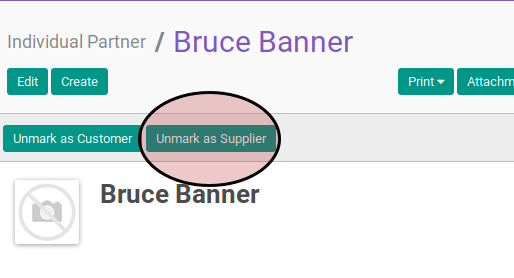 Individual Partner / Bruce Banner
Edit Create Print Attachm
Unmark as Customer Unmark as Supplier
Bruce Banner